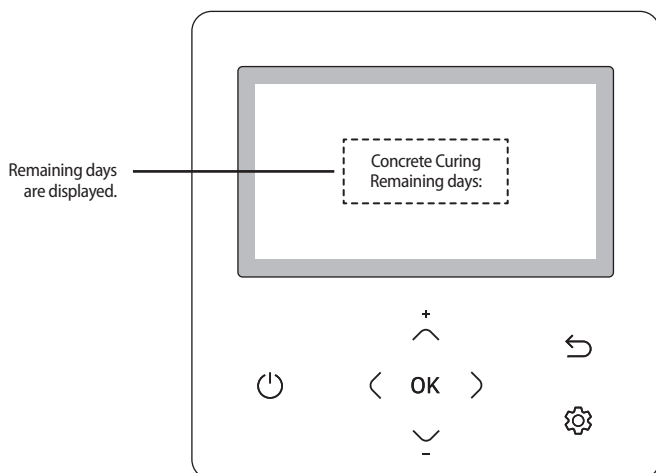 Remaining days
are displayed.
Concrete Curing
Remaining days:
+
OK
-